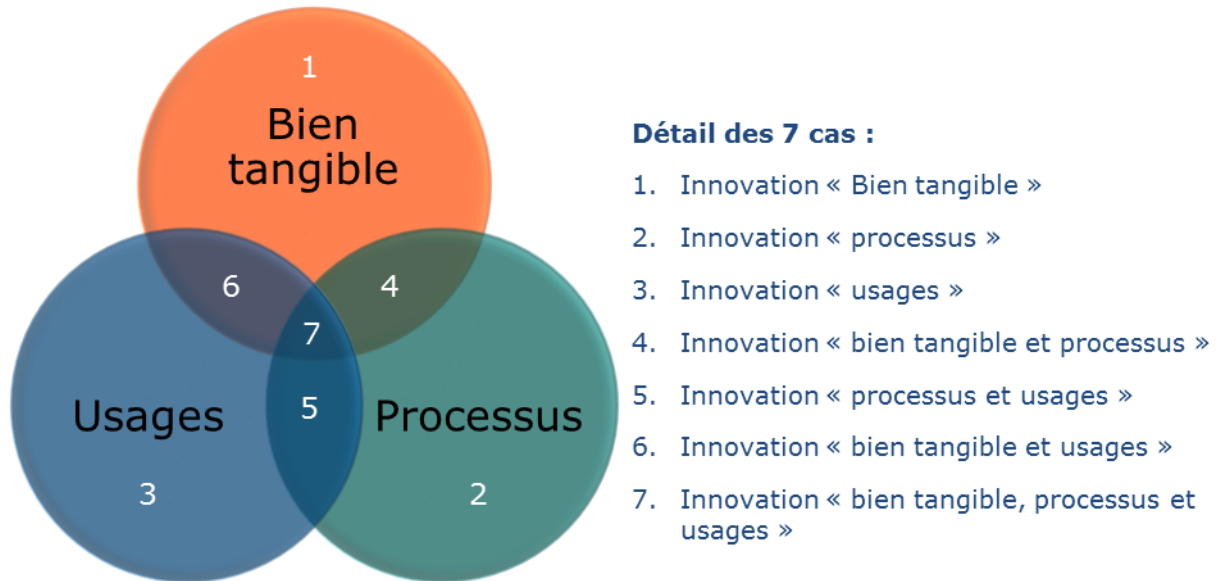 1
Bien
tangible
6
4
7
Usages
5
Processus
3
2
Détail des 7 cas :
1. Innovation « Bien tangible »
2. Innovation « processus »
3. Innovation « usages »
4. Innovation « bien tangible et processus »
5. Innovation « processus et usages »
6. Innovation « bien tangible et usages »
7. Innovation « bien tangible, processus et
usages »